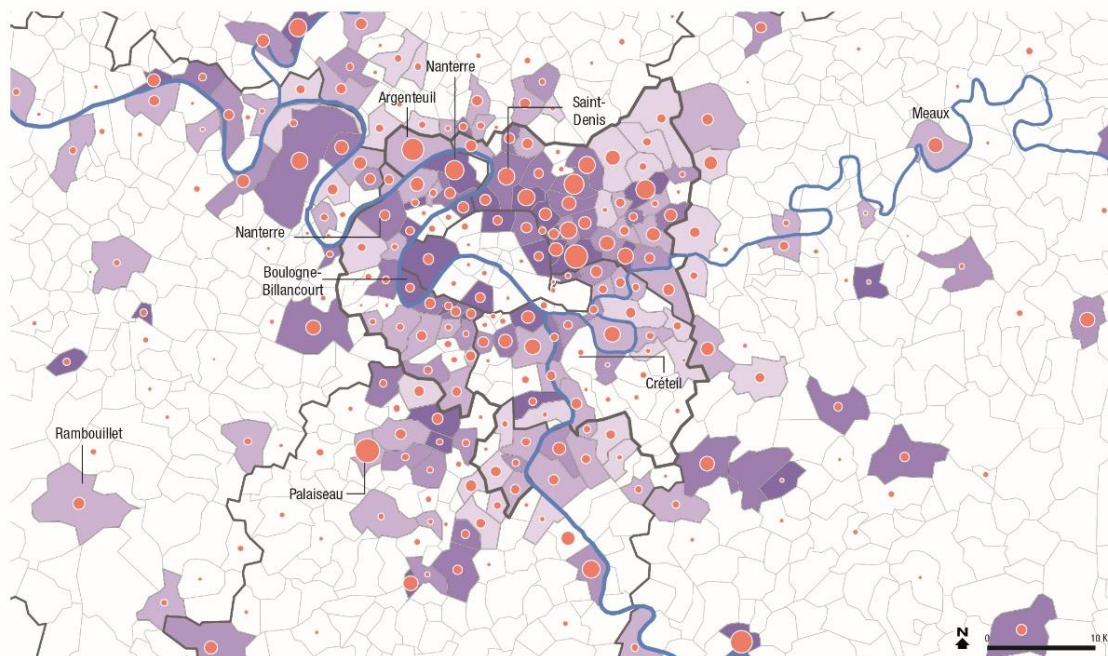 Nanterre
Argenteuil
Saint-
Denis
Meaux
Nanterre
Boulogne-
Billancourt
Créteil
Rambouillet
Palaiseau
N
0
10 K